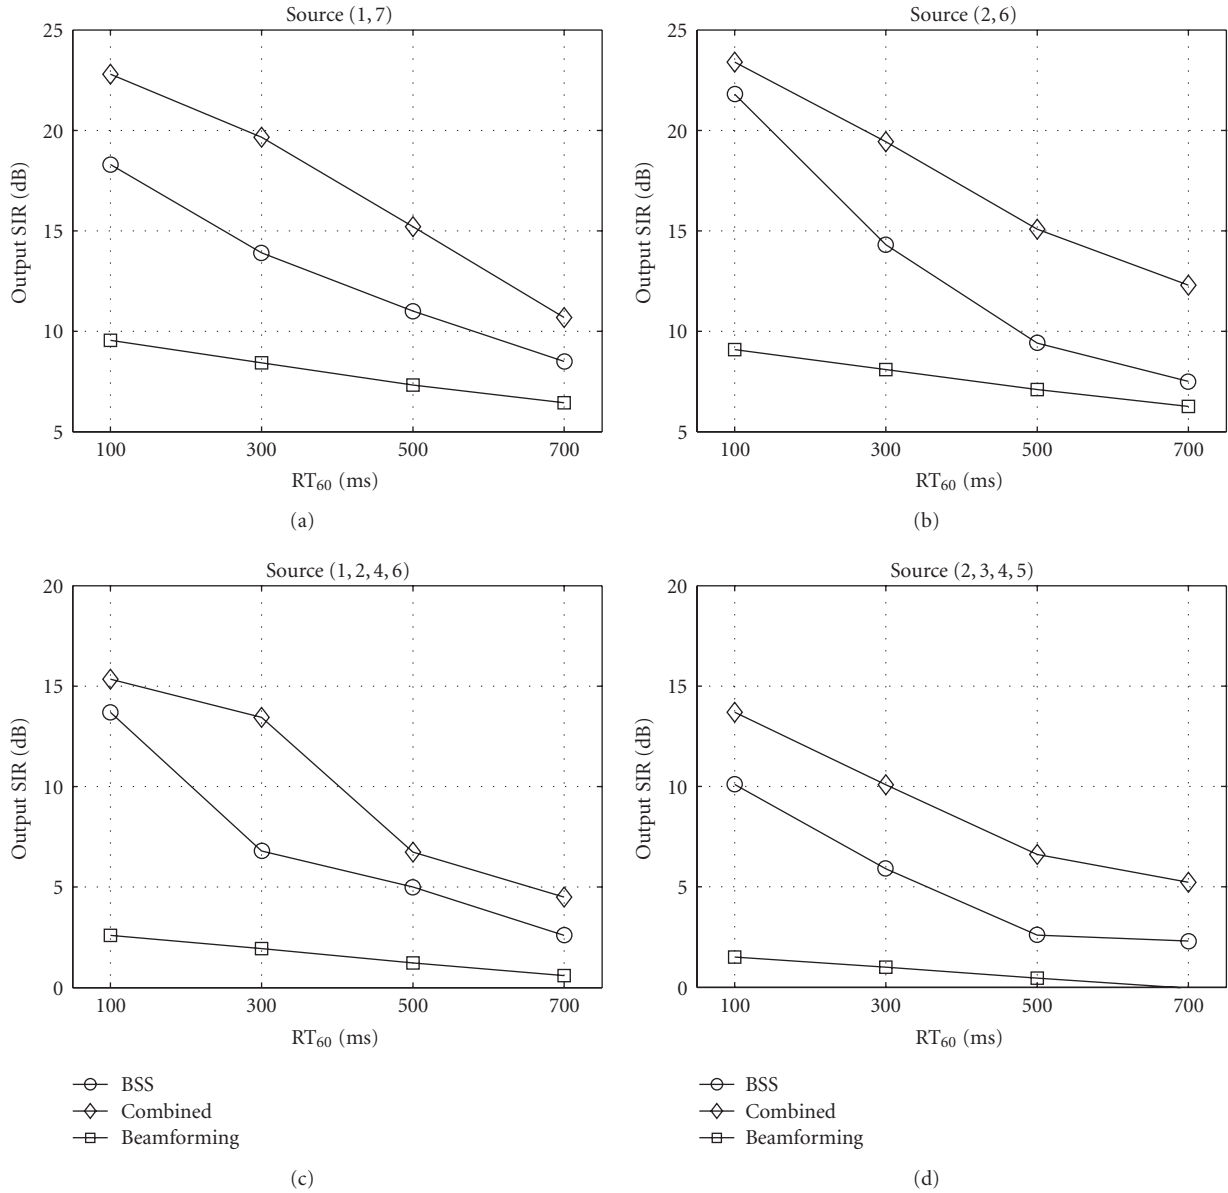 Source (1, 7)
Output SIR (dB)
25
20
15
10
5
100 300 500 700
RT60 (ms)
(a)
Source (2, 6)
Output SIR (dB)
25
20
15
10
5
100 300 500 700
RT60 (ms)
(b)
Source (1, 2, 4, 6)
Output SIR (dB)
20
15
10
5
0
100 300 500 700
RT60 (ms)
BSS
Combined
Beamforming
(c)
Source (2, 3, 4, 5)
Output SIR (dB)
20
15
10
5
0
100 300 500 700
RT60 (ms)
BSS
Combined
Beamforming
(d)